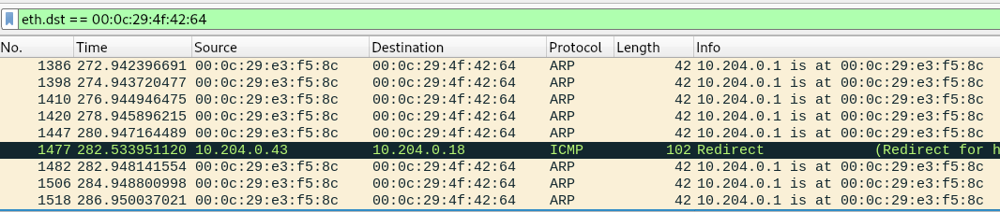 eth.dst == 00:0c:29:4f:42:64
No. Time Source Destination Protocol Length Info
1386 272.942396691 00:0c:29:e3:f5:8c 00:0c:29:4f:42:64 ARP 42 10.204.0.1 is at 00:0c:29:e3:f5:8c
1398 274.943720477 00:0c:29:e3:f5:8c 00:0c:29:4f:42:64 ARP 42 10.204.0.1 is at 00:0c:29:e3:f5:8c
1410 276.944946475 00:0c:29:e3:f5:8c 00:0c:29:4f:42:64 ARP 42 10.204.0.1 is at 00:0c:29:e3:f5:8c
1420 278.945896215 00:0c:29:e3:f5:8c 00:0c:29:4f:42:64 ARP 42 10.204.0.1 is at 00:0c:29:e3:f5:8c
1447 280.947164489 00:0c:29:e3:f5:8c 00:0c:29:4f:42:64 ARP 42 10.204.0.1 is at 00:0c:29:e3:f5:8c
1477 282.533951120 10.204.0.43 10.204.0.18 ICMP 102 Redirect (Redirect for h
1482 282.948141554 00:0c:29:e3:f5:8c 00:0c:29:4f:42:64 ARP 42 10.204.0.1 is at 00:0c:29:e3:f5:8c
1506 284.948800998 00:0c:29:e3:f5:8c 00:0c:29:4f:42:64 ARP 42 10.204.0.1 is at 00:0c:29:e3:f5:8c
1518 286.950037021 00:0c:29:e3:f5:8c 00:0c:29:4f:42:64 ARP 42 10.204.0.1 is at 00:0c:29:e3:f5:8c